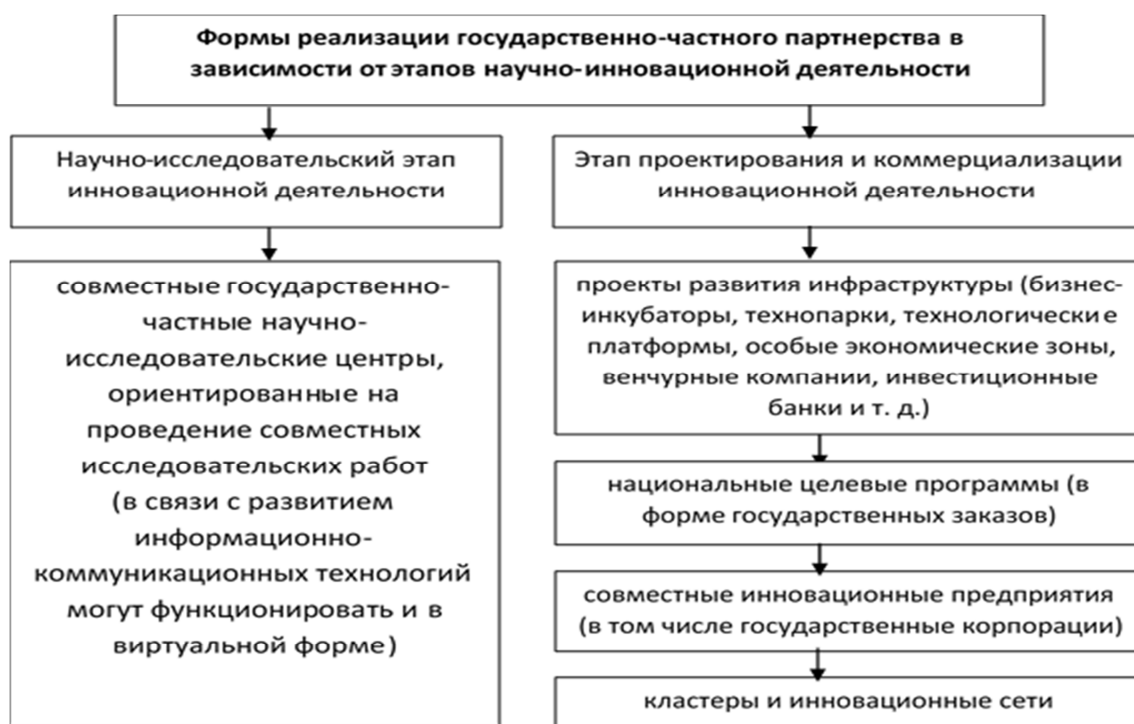 Формы реализации государственно-частного партнерства в
зависимости от этапов научно-инновационной деятельности
Научно-исследовательский этап
инновационной деятельности
Этап проектирования и коммерциализации
инновационной деятельности
совместные государственно-
частные научно-
исследовательские центры,
ориентированные на
проведение совместных
исследовательских работ
(в связи с развитием
информационно-
коммуникационных технологий
могут функционировать и в
виртуальной форме)
проекты развития инфраструктуры (бизнес-
инкубаторы, технопарки, технологические
платформы, особые экономические зоны,
венчурные компании, инвестиционные
банки и т. д.)
национальные целевые программы (в
форме государственных заказов)
совместные инновационные предприятия
(в том числе государственные корпорации)
кластеры и инновационные сети